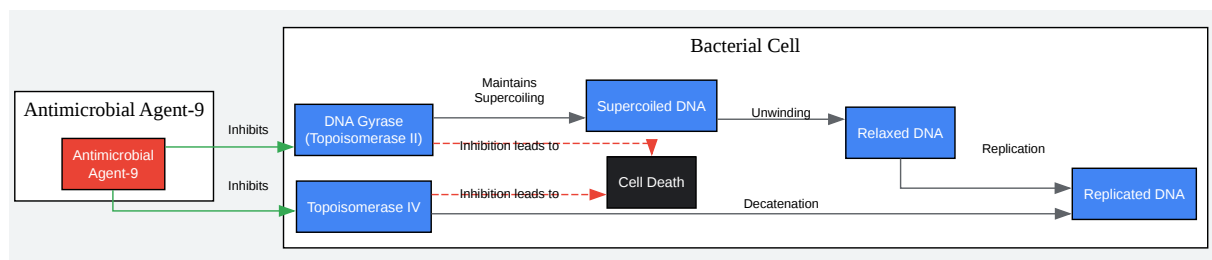 Bacterial Cell
Antimicrobial Agent-9
Antimicrobial
Agent-9
Inhibits
Inhibits
DNA Gyrase
(Topoisomerase II)
Topoisomerase IV
Maintains
Supercoiling
Inhibition leads to
Inhibition leads to
Supercoiled DNA
Cell Death
Unwinding
Decatenation
Relaxed DNA
Replication
Replicated DNA